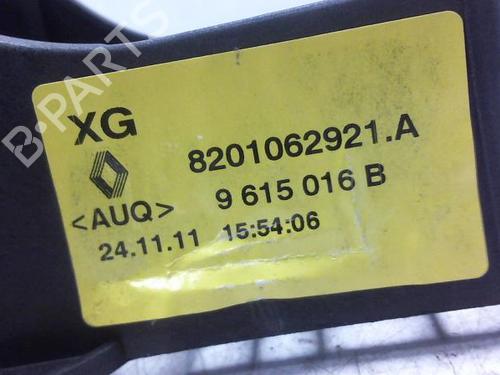 B-PARTS
XG
8201062921.A
9 615 016 B
<AUQ>
24.11.11 15:54:06